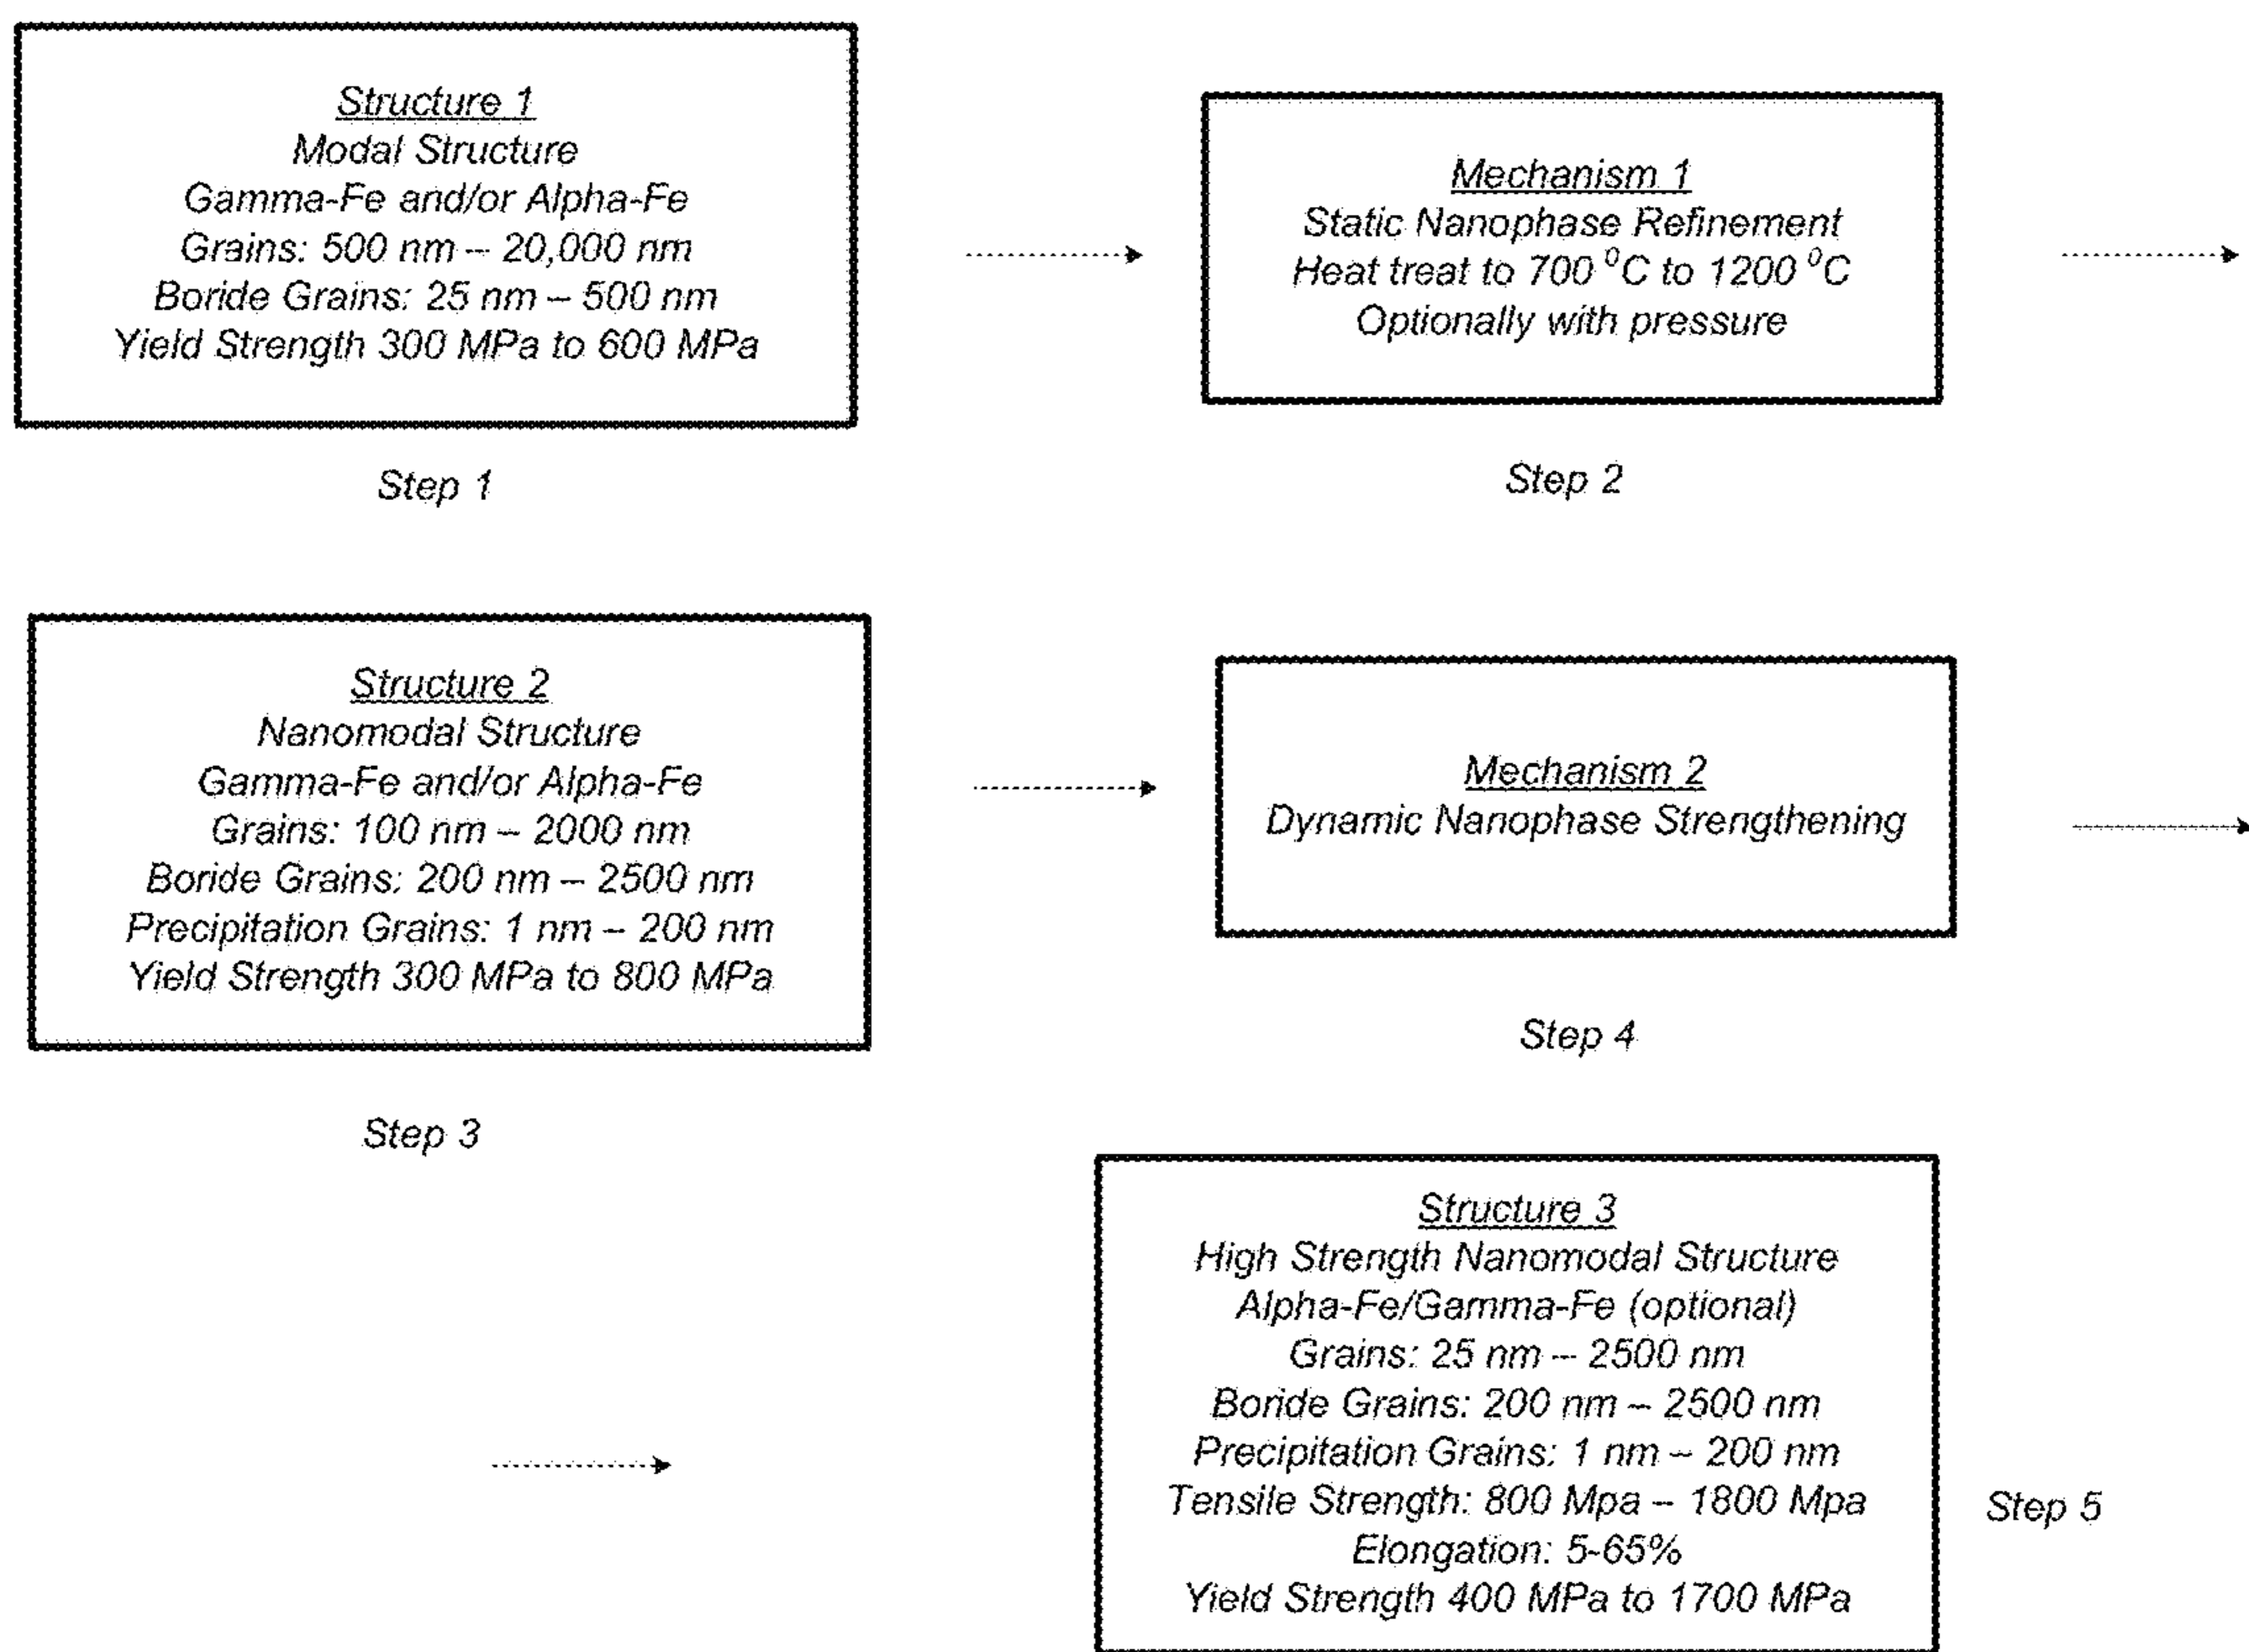 Structure 1
Modal Structure
Gamma-Fe and/or Alpha-Fe
Grains: 500 nm – 20,000 nm
Boride Grains: 25 nm – 500 nm
Yield Strength 300 MPa to 600 MPa
Step 1
Mechanism 1
Static Nanophase Refinement
Heat treat to 700 ⁰C to 1200 ⁰C
Optionally with pressure
Step 2
Structure 2
Nanomodal Structure
Gamma-Fe and/or Alpha-Fe
Grains: 100 nm – 2000 nm
Boride Grains: 200 nm – 2500 nm
Precipitation Grains: 1 nm – 200 nm
Yield Strength 300 MPa to 800 MPa
Step 3
Mechanism 2
Dynamic Nanophase Strengthening
Step 4
Structure 3
High Strength Nanomodal Structure
Alpha-Fe/Gamma-Fe (optional)
Grains: 25 nm – 2500 nm
Boride Grains: 200 nm – 2500 nm
Precipitation Grains: 1 nm – 200 nm
Tensile Strength: 800 Mpa – 1800 Mpa
Elongation: 5-65%
Yield Strength 400 MPa to 1700 MPa
Step 5